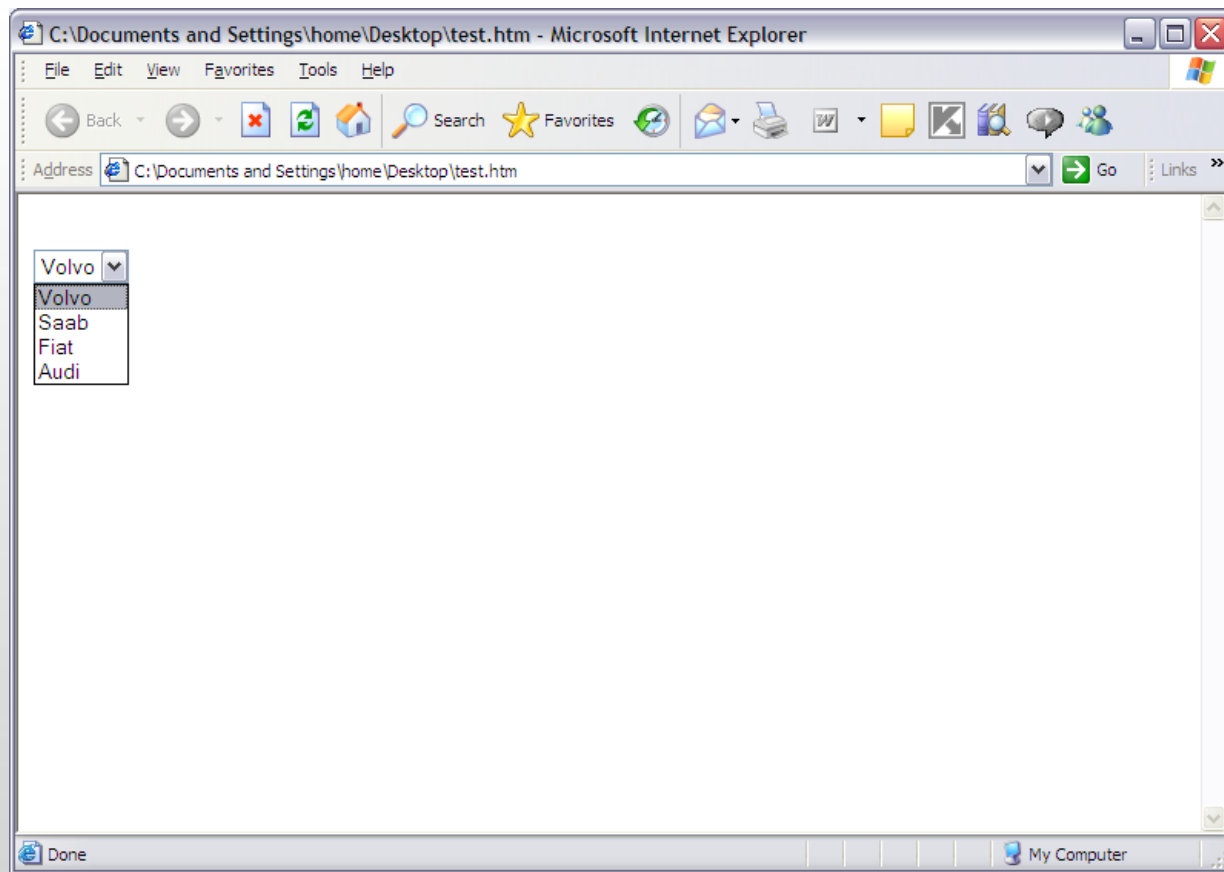 C:\Documents and Settings\home\Desktop\test.htm - Microsoft Internet Explorer
File Edit View Favorites Tools Help
Back Search Favorites W K
Address C:\Documents and Settings\home\Desktop\test.htm Go Links »
Volvo
Volvo
Saab
Fiat
Audi
Done My Computer